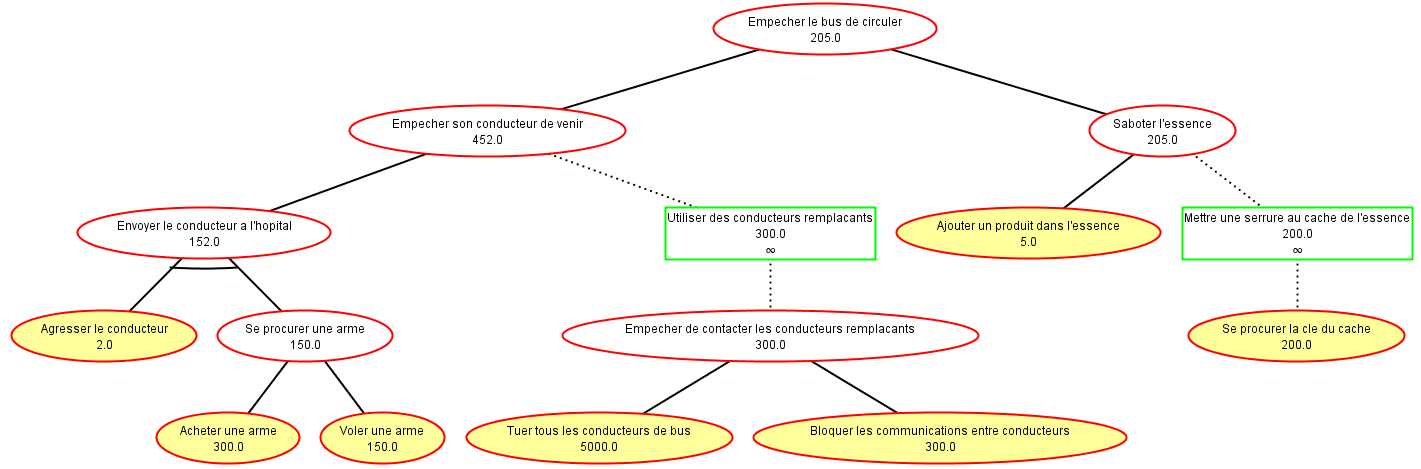 Empecher le bus de circuler
205.0
Empecher son conducteur de venir
452.0
Saboter l'essence
205.0
Envoyer le conducteur a l'hopital
152.0
Utiliser des conducteurs remplacants
300.0
∞
Ajouter un produit dans l'essence
5.0
Mettre une serrure au cache de l'essence
200.0
∞
Agresser le conducteur
2.0
Se procurer une arme
150.0
Empecher de contacter les conducteurs remplacants
300.0
Se procurer la cle du cache
200.0
Acheter une arme
300.0
Voler une arme
150.0
Tuer tous les conducteurs de bus
5000.0
Bloquer les communications entre conducteurs
300.0